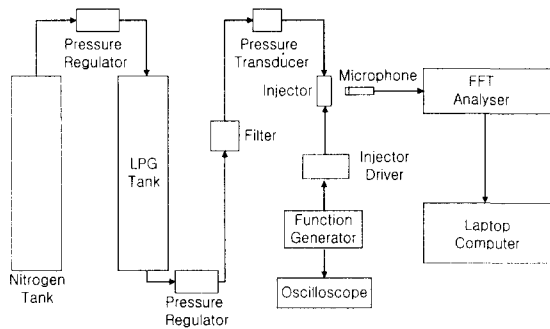 Pressure
Regulator
Pressure
Transducer
Injector
Microphone
FFT
Analyser
Filter
LPG
Tank
Injector
Driver
Function
Generator
Laptop
Computer
Nitrogen
Tank
Pressure
Regulator
Oscilloscope